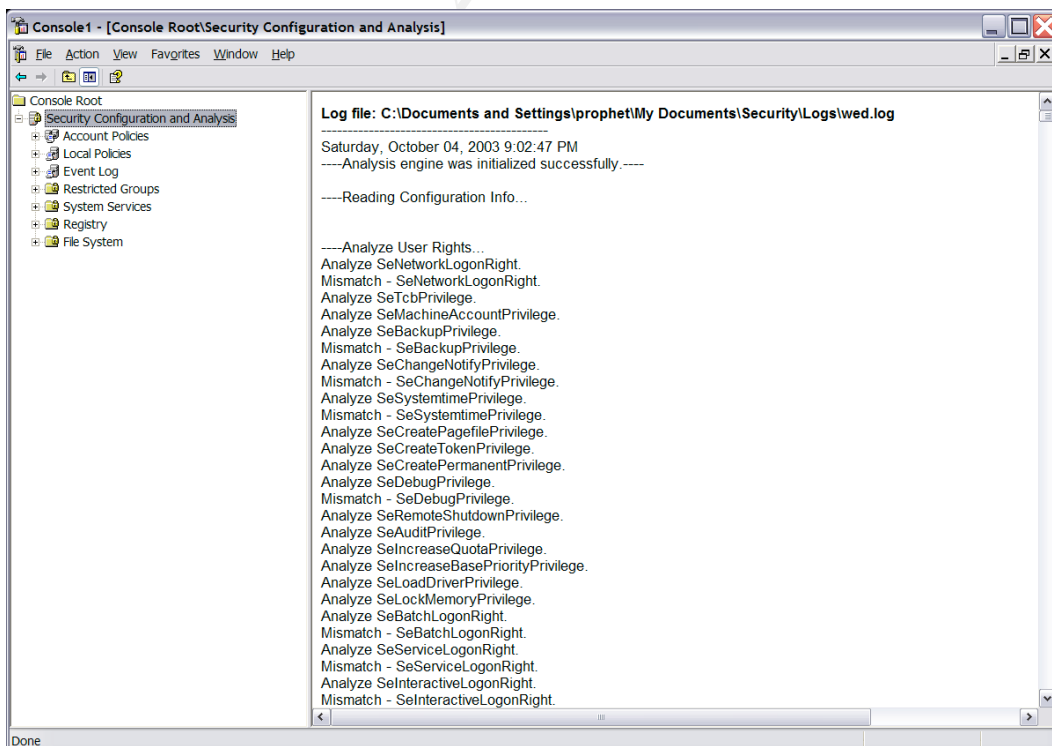 Console1 - [Console Root\Security Configuration and Analysis]
File Action View Favorites Window Help
Console Root
Security Configuration and Analysis
Account Policies
Local Policies
Event Log
Restricted Groups
System Services
Registry
File System
Log file: C:\Documents and Settings\prophet\My Documents\Security\Logs\wed.log
-------------------------------------------
Saturday, October 04, 2003 9:02:47 PM
----Analysis engine was initialized successfully.----
----Reading Configuration Info...
----Analyze User Rights...
Analyze SeNetworkLogonRight.
Mismatch - SeNetworkLogonRight.
Analyze SeTcbPrivilege.
Analyze SeMachineAccountPrivilege.
Analyze SeBackupPrivilege.
Mismatch - SeBackupPrivilege.
Analyze SeChangeNotifyPrivilege.
Mismatch - SeChangeNotifyPrivilege.
Analyze SeSystemtimePrivilege.
Mismatch - SeSystemtimePrivilege.
Analyze SeCreatePagefilePrivilege.
Analyze SeCreateTokenPrivilege.
Analyze SeCreatePermanentPrivilege.
Analyze SeDebugPrivilege.
Mismatch - SeDebugPrivilege.
Analyze SeRemoteShutdownPrivilege.
Analyze SeAuditPrivilege.
Analyze SeIncreaseQuotaPrivilege.
Analyze SeIncreaseBasePriorityPrivilege.
Analyze SeLoadDriverPrivilege.
Analyze SeLockMemoryPrivilege.
Analyze SeBatchLogonRight.
Mismatch - SeBatchLogonRight.
Analyze SeServiceLogonRight.
Mismatch - SeServiceLogonRight.
Analyze SeInteractiveLogonRight.
Mismatch - SeInteractiveLogonRight.
Done